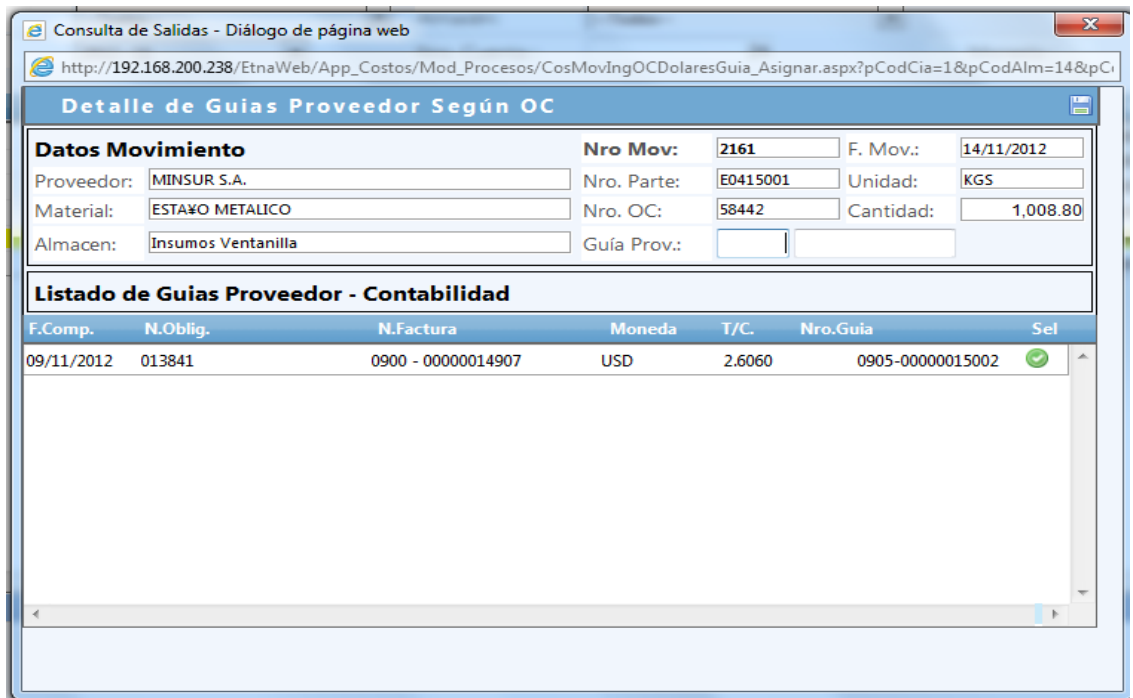 Consulta de Salidas - Diálogo de página web
http://192.168.200.238/EtnaWeb/App_Costos/Mod_Procesos/CosMovIngOCDolaresGuia_Asignar.aspx?pCodCia=1&pCodAlm=14&pC
Detalle de Guias Proveedor Según OC
Datos Movimiento Nro Mov: 2161 F. Mov.: 14/11/2012
Proveedor: MINSUR S.A. Nro. Parte: E0415001 Unidad: KGS
Material: ESTA¥O METALICO Nro. OC: 58442 Cantidad: 1,008.80
Almacen: Insumos Ventanilla Guía Prov.:
Listado de Guias Proveedor - Contabilidad
F.Comp. N.Oblig. N.Factura Moneda T/C. Nro.Guia Sel
09/11/2012 013841 0900 - 00000014907 USD 2.6060 0905-00000015002